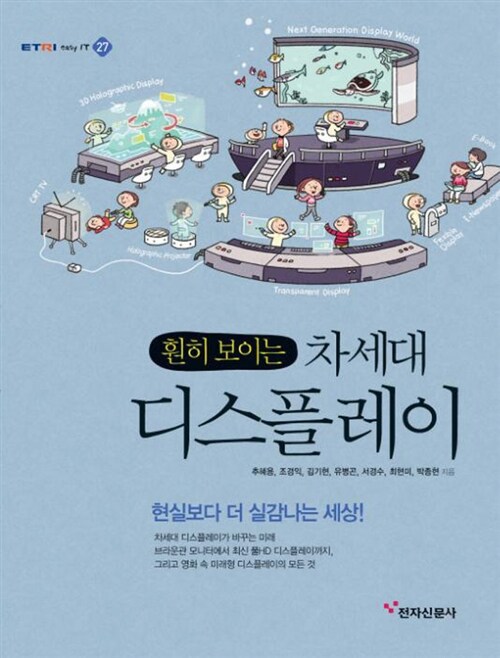 ETRI easy IT 27
Next Generation Display World
3D Holographic Display
CRT TV
E-Book
E-Newspaper
Flexible Display
Holographic Projector
Transparent Display
훤히 보이는 차세대
디스플레이
추혜용, 조경익, 김기현, 유병곤, 서경수, 최현미, 박종현 지음
현실보다 더 실감나는 세상!
차세대 디스플레이가 바꾸는 미래
브라운관 모니터에서 최신 풀HD 디스플레이까지,
그리고 영화 속 미래형 디스플레이의 모든 것
전자신문사